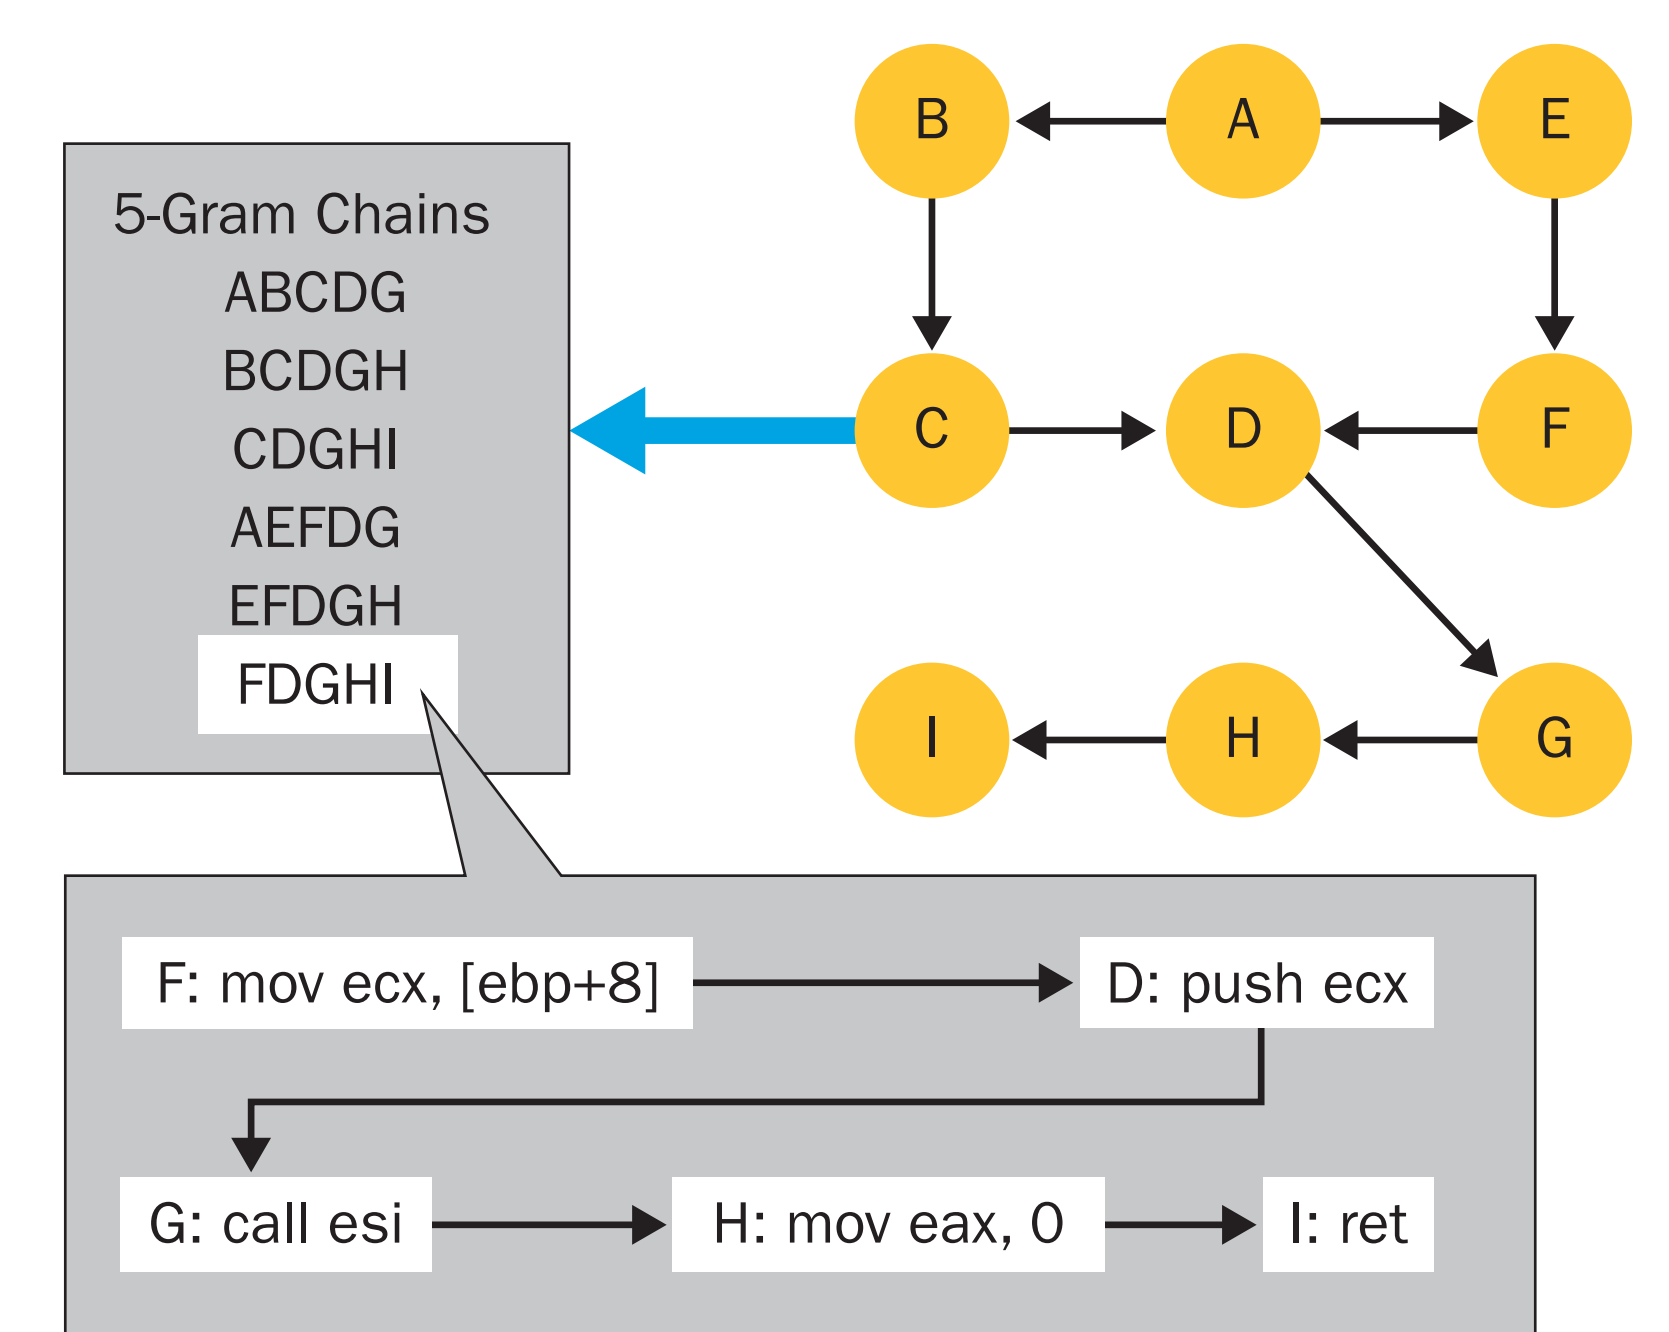 B
A
E
5-Gram Chains
ABCDG
BCDGH
CDGHI
AEFDG
EFDGH
FDGHI
C
D
F
I
H
G
F: mov ecx, [ebp+8]
D: push ecx
G: call esi
H: mov eax, 0
I: ret